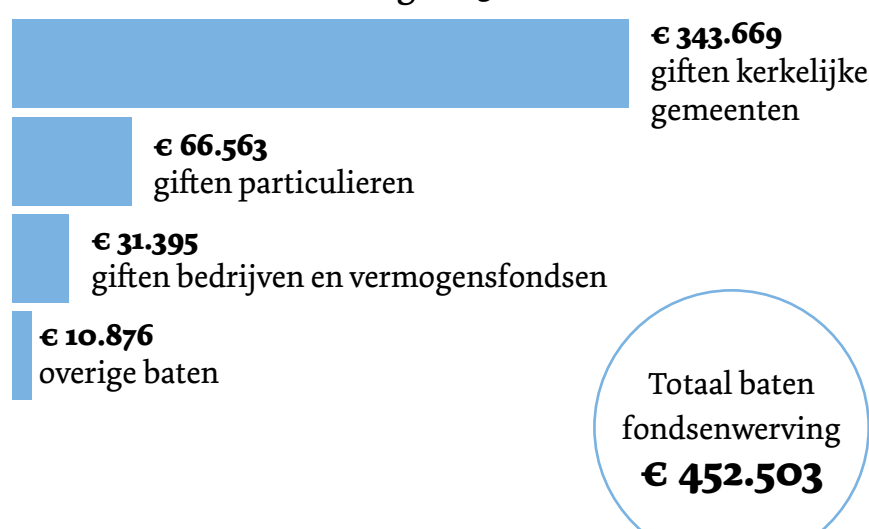 € 343.669
giften kerkelijke
gemeenten
€ 66.563
giften particulieren
€ 31.395
giften bedrijven en vermogensfondsen
€ 10.876
overige baten
Totaal baten
fondsenwerving
€ 452.503